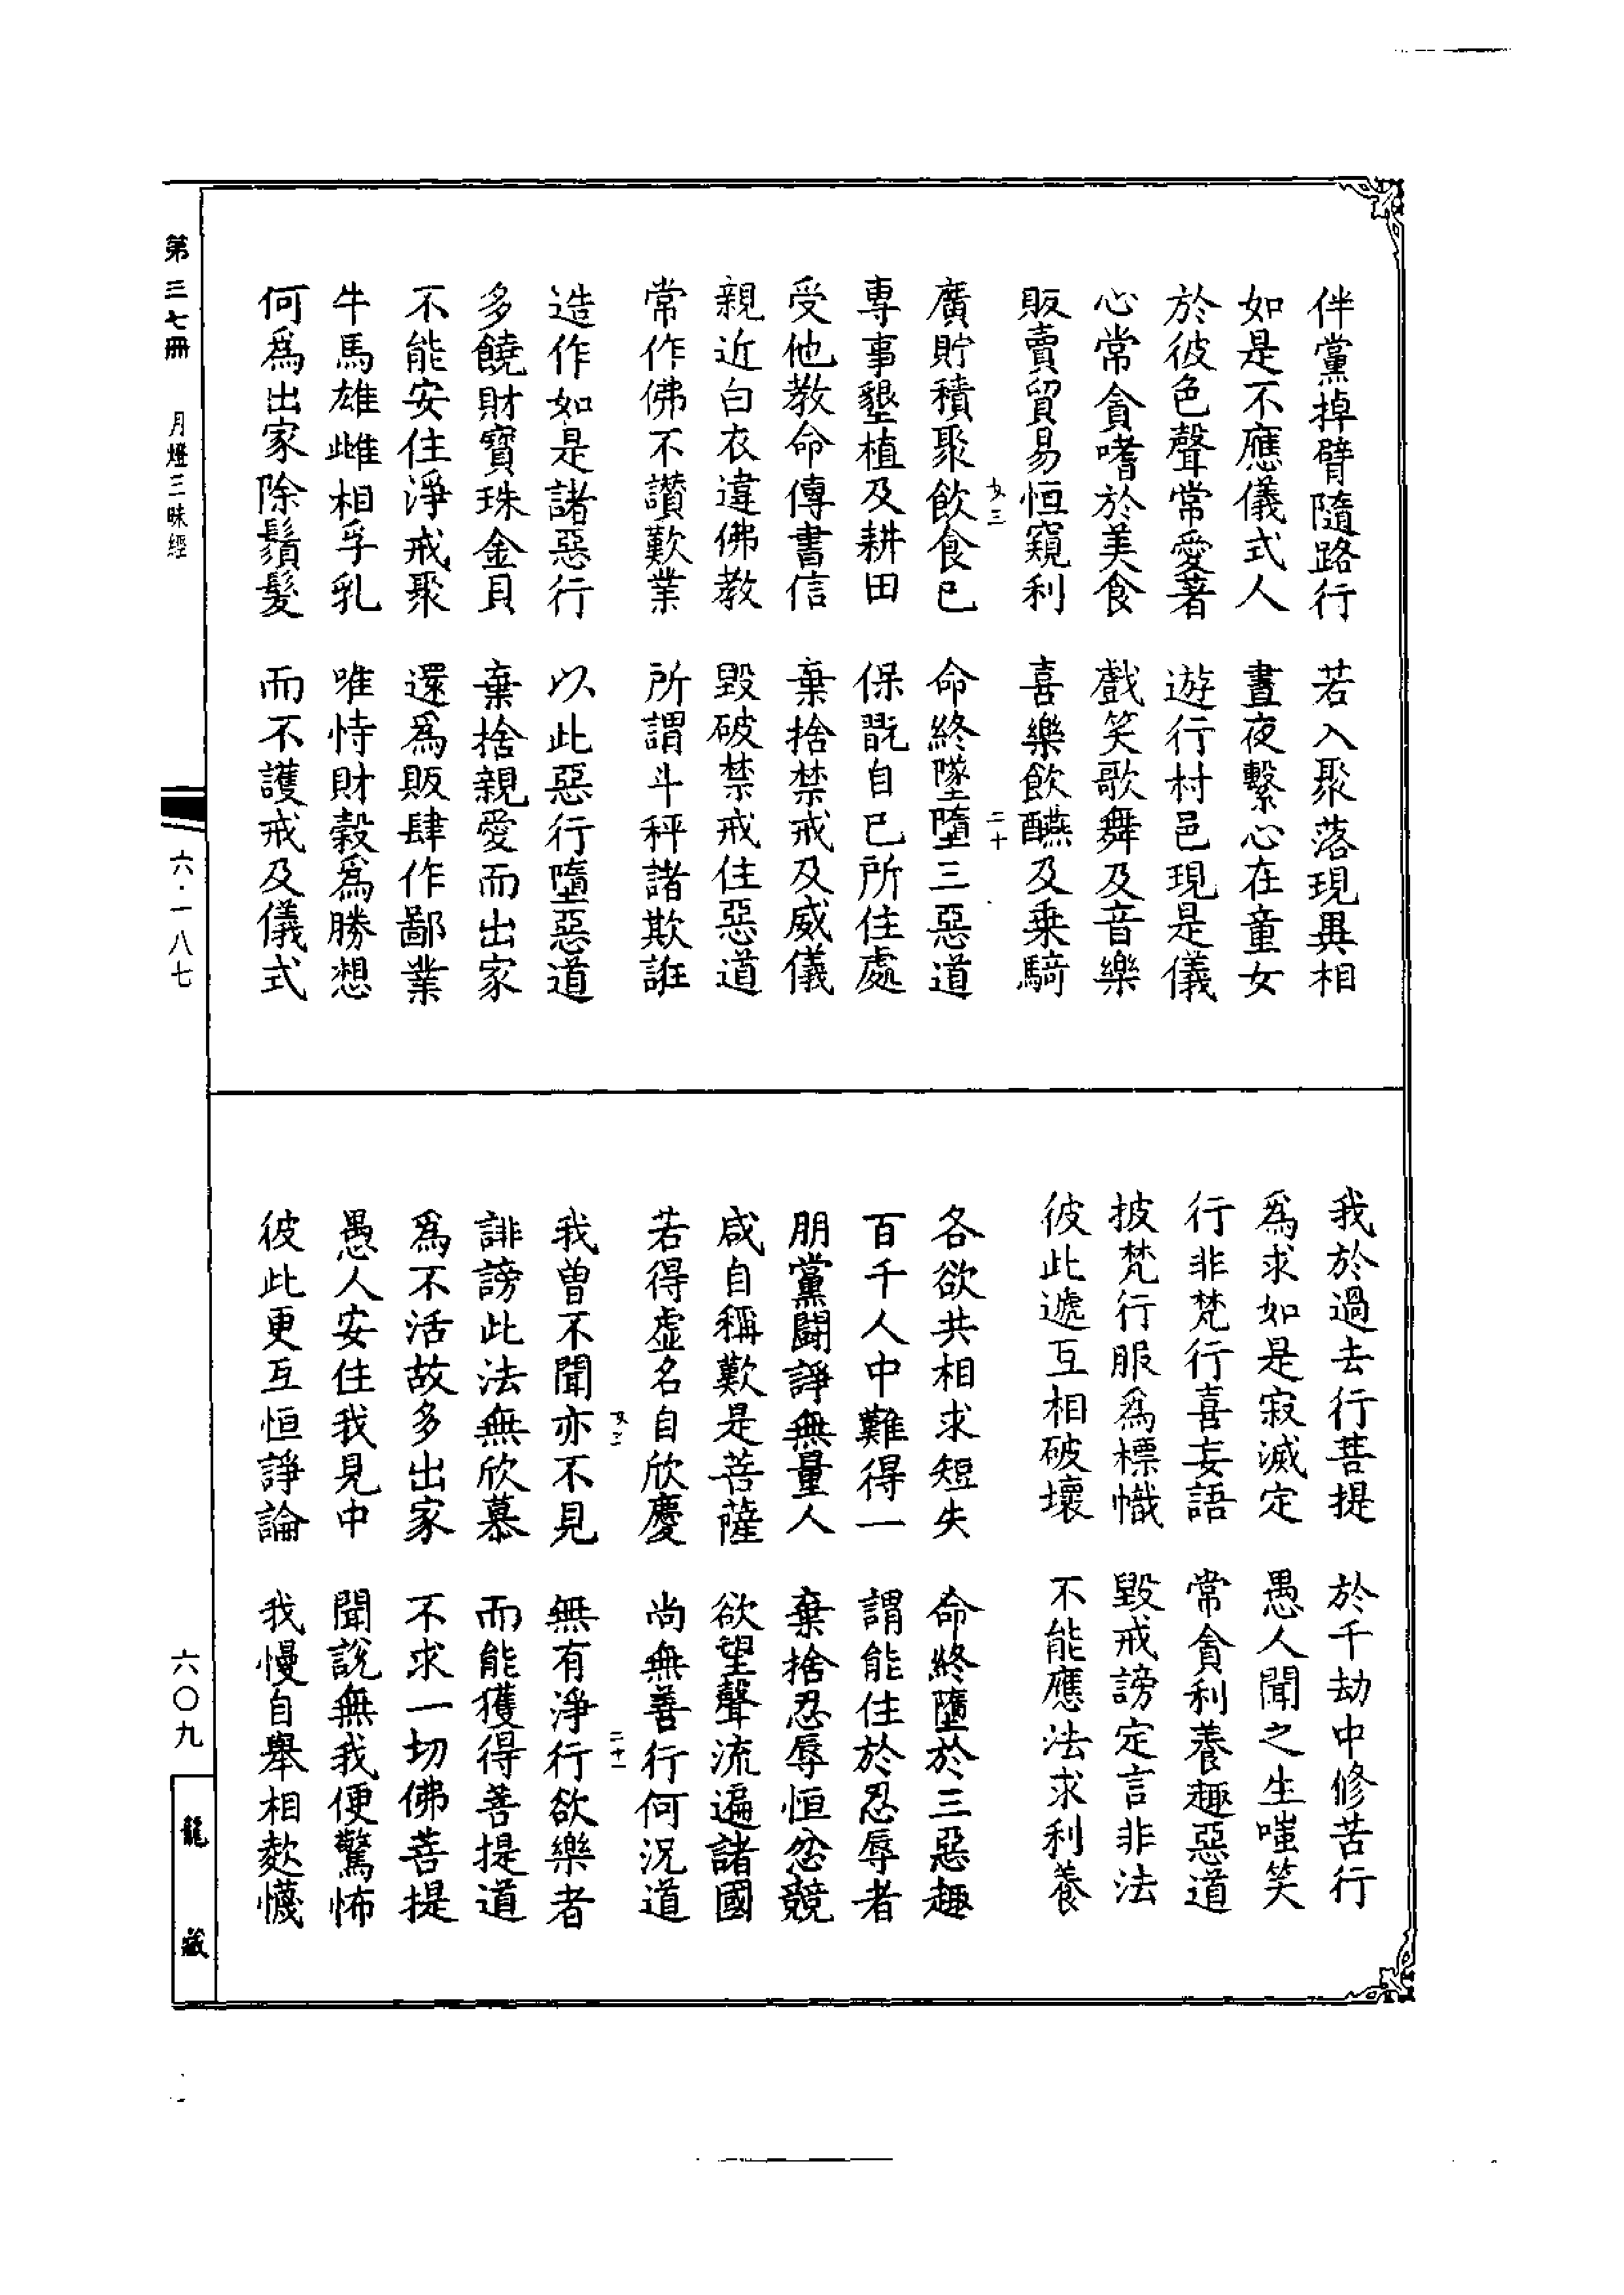 伴黨掉臂隨路行　若入聚落現異相
如是不應儀式人　晝夜繫心在童女
於彼色聲常愛著　遊行村邑現是儀
心常貪嗜於美食　戲笑歌舞及音樂
販賣貿易恒窺利　喜樂飲醼及乗騎
廣貯積聚飲食已　命終墜墮三惡道
専事墾植及耕田　保翫自已所住處
受他教命傳書信　棄捨禁戒及威儀
親近白衣違佛教　毀破禁戒住惡道
常作佛不讃歎業　所謂斗秤諸欺誑
造作如是諸惡行　以此惡行墮惡道
多饒財寳珠金貝　棄捨親愛而出家
不能安住淨戒聚　還爲販肆作鄙業
牛馬雄雌相孚乳　唯恃財穀爲勝想
何爲出家除鬚髮　而不護戒及儀式
我於過去行菩提　於千劫中修苦行
爲求如是寂滅定　愚人聞之生嗤笑
行非梵行喜妄語　常貪利養趣惡道
披梵行服爲標幟　毀戒謗定言非法
彼此遞互相破壞　不能應法求利養
各欲共相求短失　命終墮於三惡趣
百千人中難得一　謂能住於忍辱者
朋黨闘諍無量人　棄捨忍辱恒忿競
咸自稱歎是菩薩　欲望聲流遍諸國
若得虛名自欣慶　尚無善行何況道
我曽不聞亦不見　無有淨行欲樂者
誹謗此法無欣慕　而能獲得菩提道
爲不活故多出家　不求一切佛菩提
愚人安住我見中　聞說無我便驚怖
彼此更互恒諍論　我慢自舉相欺懱
第三七冊　月燈三昧經　六·一八七　六〇九
龍藏
二十
二十一